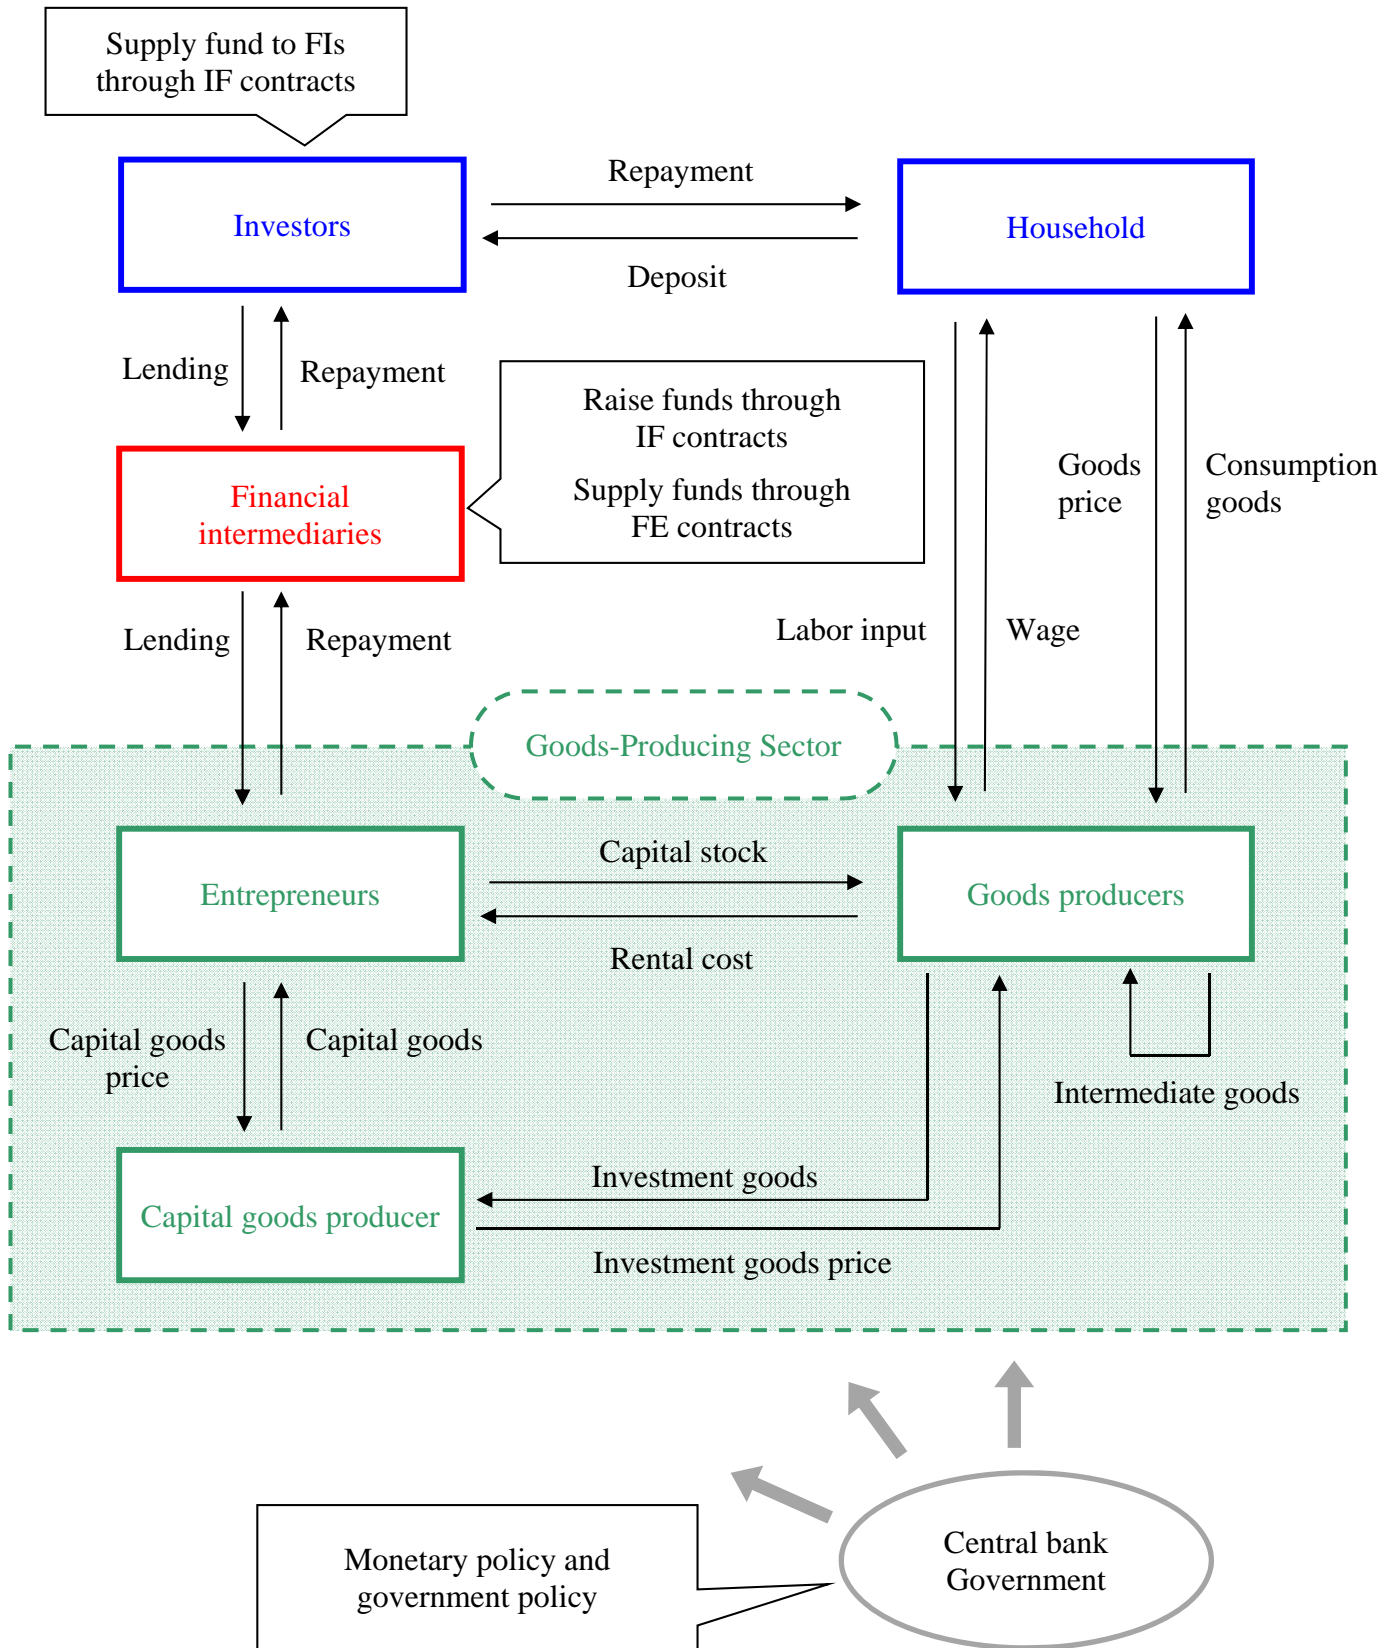 Supply fund to FIs
through IF contracts
Investors
Repayment
Deposit
Household
Lending
Repayment
Raise funds through
IF contracts
Supply funds through
FE contracts
Financial
intermediaries
Goods
price
Consumption
goods
Lending
Repayment
Labor input
Wage
Goods-Producing Sector
Entrepreneurs
Capital stock
Rental cost
Goods producers
Capital goods
price
Capital goods
Intermediate goods
Capital goods producer
Investment goods
Investment goods price
Monetary policy and
government policy
Central bank
Government